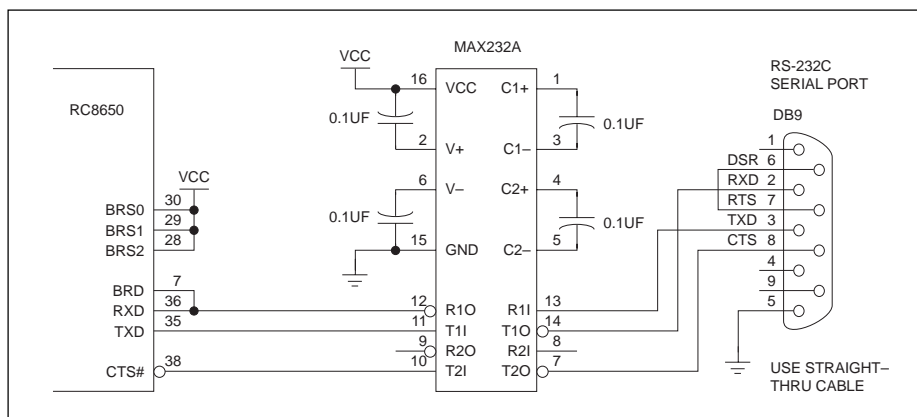 MAX232A
VCC
RS-232C
SERIAL PORT
DB9
RC8650
16 VCC C1+ 1
0.1UF
2 V+ C1– 3
0.1UF
6 V– C2+ 4
0.1UF
15 GND C2– 5
0.1UF
VCC
BRS0 30
BRS1 29
BRS2 28
BRD 7
RXD 36
TXD 35
CTS# 38
12 R1O R1I 13
11 T1I T1O 14
9 R2O R2I 8
10 T2I T2O 7
1
DSR 6
RXD 2
RTS 7
TXD 3
CTS 8
4
9
5
USE STRAIGHT–
THRU CABLE